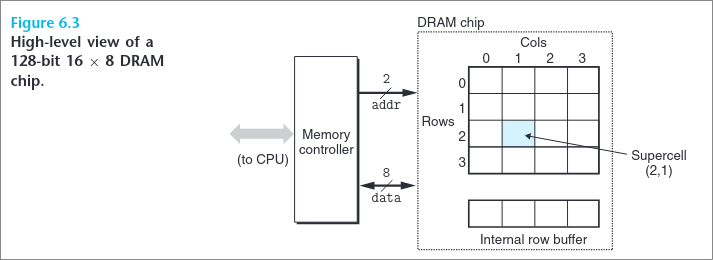 Figure 6.3
High-level view of a
128-bit 16 × 8 DRAM
chip.
DRAM chip
Cols
0 1 2 3
2
addr
0
1
Rows
2
3
(to CPU)
Memory
controller
8
data
Supercell
(2,1)
Internal row buffer